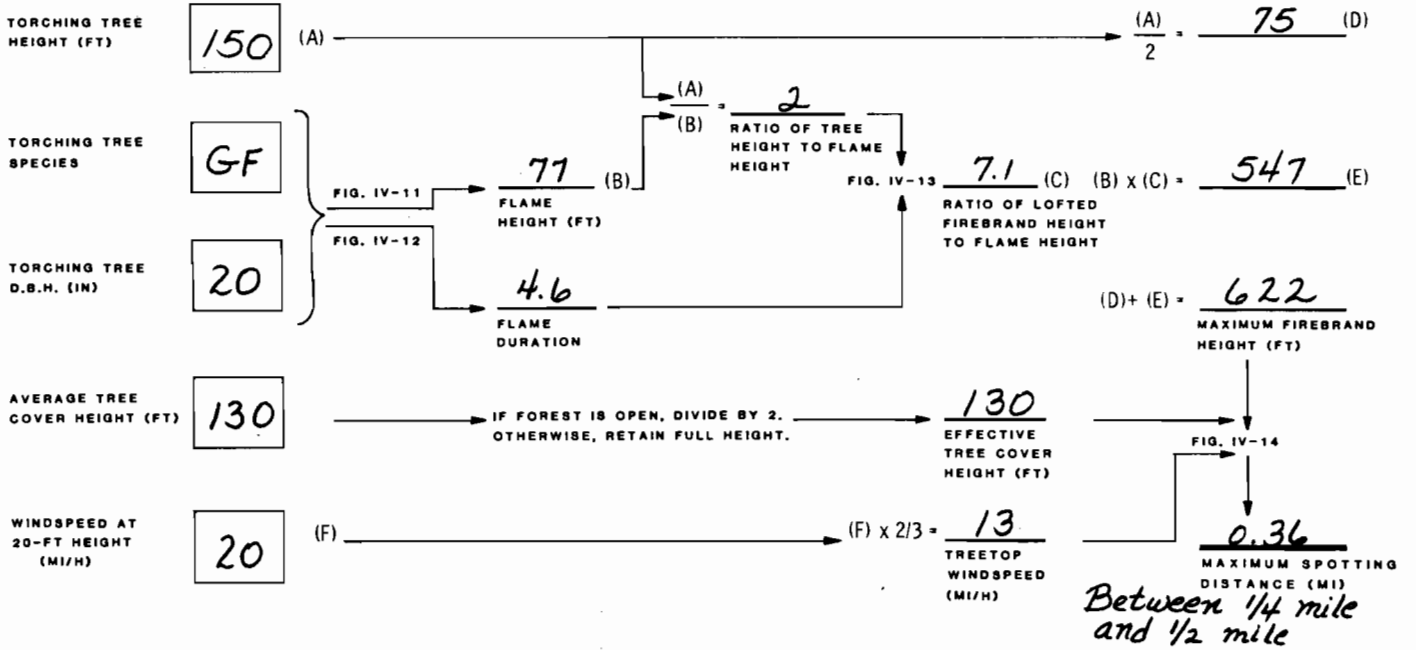 TORCHING TREE
HEIGHT (FT)
150
(A)
(A)
2
=
75
(D)
(A)
(B)
=
2
RATIO OF TREE
HEIGHT TO FLAME
HEIGHT
TORCHING TREE
SPECIES
GF
FIG. IV-11
77
(B)
FLAME
HEIGHT (FT)
FIG. IV-13
7.1
(C)
RATIO OF LOFTED
FIREBRAND HEIGHT
TO FLAME HEIGHT
(B) x (C) =
547
(E)
FIG. IV-12
TORCHING TREE
D.B.H. (IN)
20
4.6
FLAME
DURATION
(D)+ (E) =
622
MAXIMUM FIREBRAND
HEIGHT (FT)
AVERAGE TREE
COVER HEIGHT (FT)
130
IF FOREST IS OPEN, DIVIDE BY 2.
OTHERWISE, RETAIN FULL HEIGHT.
130
EFFECTIVE
TREE COVER
HEIGHT (FT)
FIG. IV-14
WINDSPEED AT
20-FT HEIGHT
(MI/H)
20
(F)
(F) x 2/3 =
13
TREETOP
WINDSPEED
(MI/H)
0.36
MAXIMUM SPOTTING
DISTANCE (MI)
Between 1/4 mile
and 1/2 mile